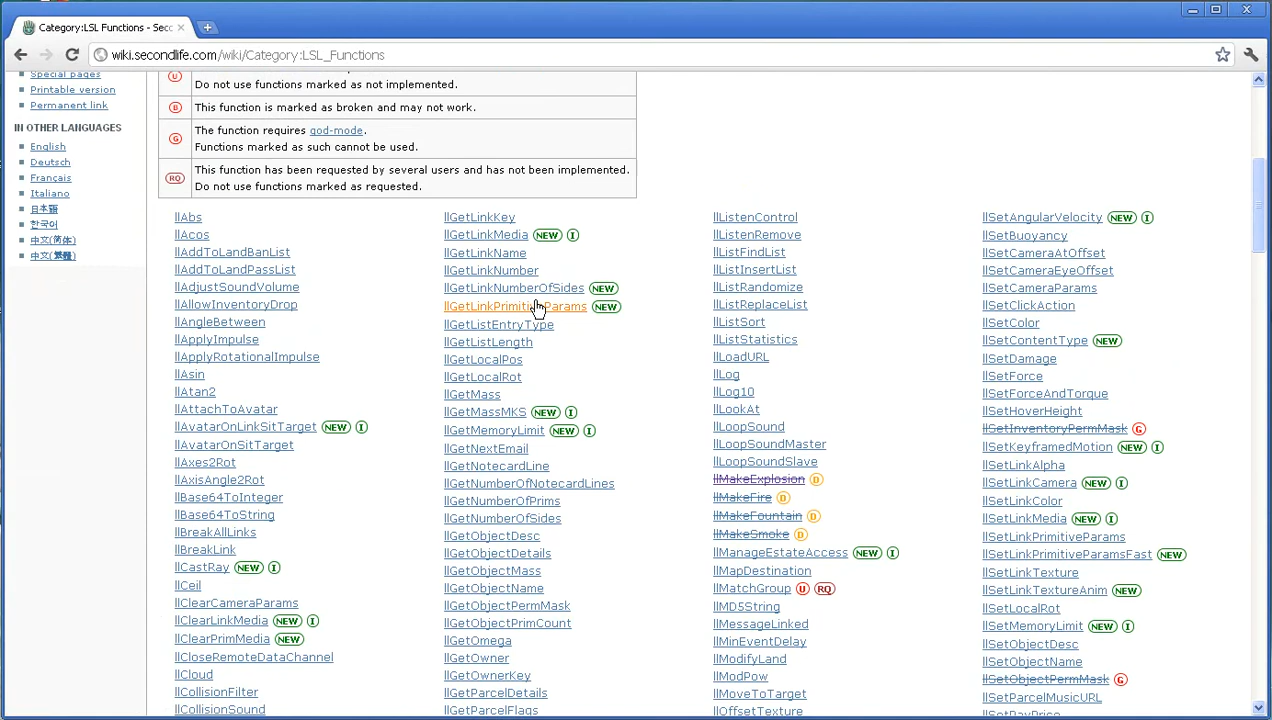 Category:LSL Functions - Seco
wiki.secondlife.com/wiki/Category:LSL_Functions
Special pages
Printable version
Permanent link
IN OTHER LANGUAGES
English
Deutsch
Français
Italiano
日本語
한국어
中文(简体)
中文(繁體)
U
Do not use functions marked as not implemented.
B This function is marked as broken and may not work.
G The function requires god-mode.
Functions marked as such cannot be used.
RQ This function has been requested by several users and has not been implemented.
Do not use functions marked as requested.
llAbs
llAcos
llAddToLandBanList
llAddToLandPassList
llAdjustSoundVolume
llAllowInventoryDrop
llAngleBetween
llApplyImpulse
llApplyRotationalImpulse
llAsin
llAtan2
llAttachToAvatar
llAvatarOnLinkSitTarget NEW I
llAvatarOnSitTarget
llAxes2Rot
llAxisAngle2Rot
llBase64ToInteger
llBase64ToString
llBreakAllLinks
llBreakLink
llCastRay NEW I
llCeil
llClearCameraParams
llClearLinkMedia NEW I
llClearPrimMedia NEW
llCloseRemoteDataChannel
llCloud
llCollisionFilter
llCollisionSound
llGetLinkKey
llGetLinkMedia NEW I
llGetLinkName
llGetLinkNumber
llGetLinkNumberOfSides NEW
llGetLinkPrimitiveParams NEW
llGetListEntryType
llGetListLength
llGetLocalPos
llGetLocalRot
llGetMass
llGetMassMKS NEW I
llGetMemoryLimit NEW I
llGetNextEmail
llGetNotecardLine
llGetNumberOfNotecardLines
llGetNumberOfPrims
llGetNumberOfSides
llGetObjectDesc
llGetObjectDetails
llGetObjectMass
llGetObjectName
llGetObjectPermMask
llGetObjectPrimCount
llGetOmega
llGetOwner
llGetOwnerKey
llGetParcelDetails
llGetParcelFlags
llListenControl
llListenRemove
llListFindList
llListInsertList
llListRandomize
llListReplaceList
llListSort
llListStatistics
llLoadURL
llLog
llLog10
llLookAt
llLoopSound
llLoopSoundMaster
llLoopSoundSlave
llMakeExplosion D
llMakeFire D
llMakeFountain D
llMakeSmoke D
llManageEstateAccess NEW I
llMapDestination
llMatchGroup U RQ
llMD5String
llMessageLinked
llMinEventDelay
llModifyLand
llModPow
llMoveToTarget
llOffsetTexture
llSetAngularVelocity NEW I
llSetBuoyancy
llSetCameraAtOffset
llSetCameraEyeOffset
llSetCameraParams
llSetClickAction
llSetColor
llSetContentType NEW
llSetDamage
llSetForce
llSetForceAndTorque
llSetHoverHeight
llSetInventoryPermMask G
llSetKeyframedMotion NEW I
llSetLinkAlpha
llSetLinkCamera NEW I
llSetLinkColor
llSetLinkMedia NEW I
llSetLinkPrimitiveParams
llSetLinkPrimitiveParamsFast NEW
llSetLinkTexture
llSetLinkTextureAnim NEW
llSetLocalRot
llSetMemoryLimit NEW I
llSetObjectDesc
llSetObjectName
llSetObjectPermMask G
llSetParcelMusicURL
llSetPayPrice